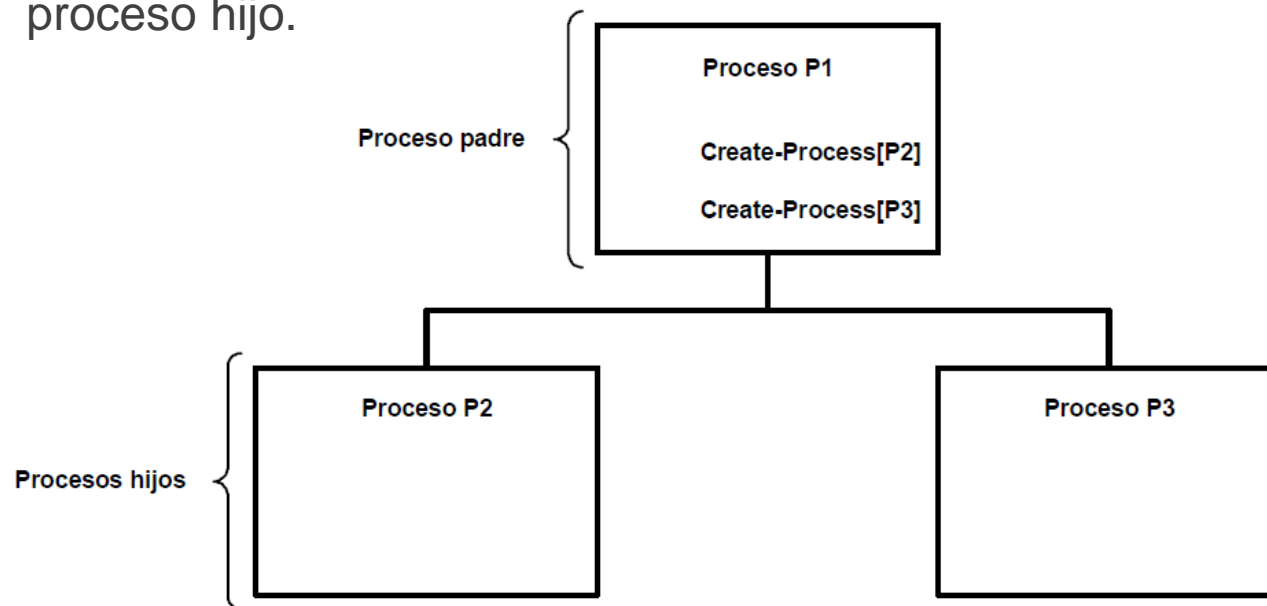 proceso hijo.
Proceso P1
Proceso padre
Create-Process[P2]
Create-Process[P3]
Proceso P2
Proceso P3
Procesos hijos